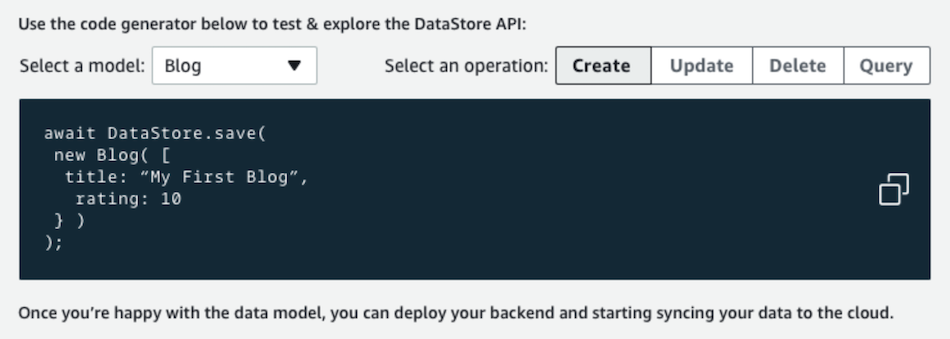 Use the code generator below to test & explore the DataStore API:
Select a model: Blog Select an operation: Create Update Delete Query
await DataStore.save(
new Blog( [
title: “My First Blog”,
rating: 10
} )
);
Once you’re happy with the data model, you can deploy your backend and starting syncing your data to the cloud.